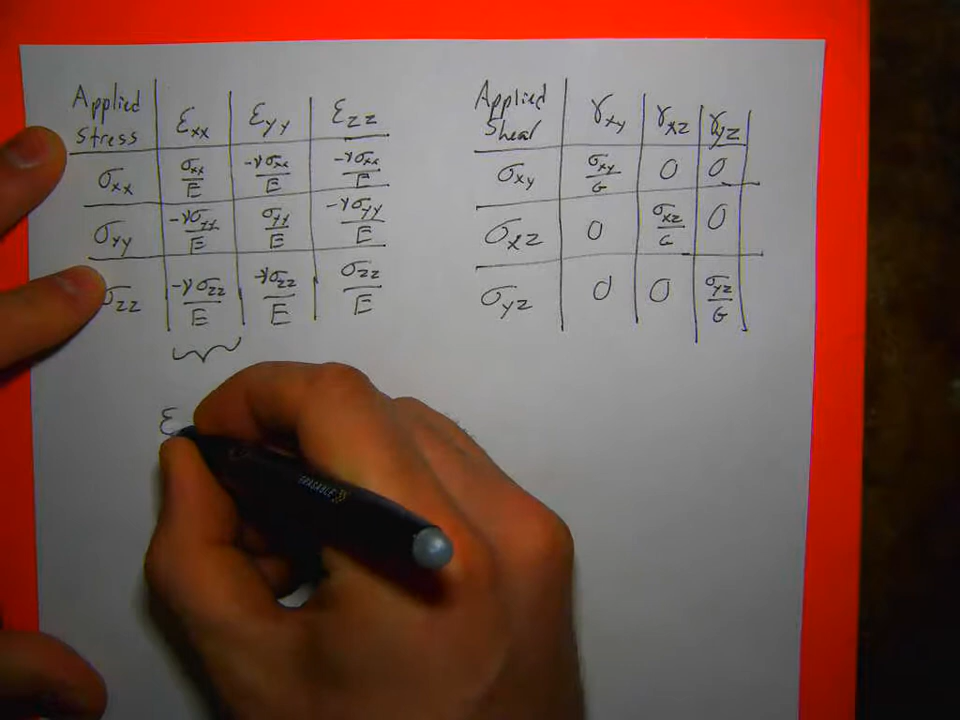 Applied Stress | εxx | εyy | εzz
σxx | σxx/E | -νσxx/E | -νσxx/E
σyy | -νσyy/E | σyy/E | -νσyy/E
σzz | -νσzz/E | -νσzz/E | σzz/E
Applied Shear | γxy | γxz | γyz
σxy | σxy/G | 0 | 0
σxz | 0 | σxz/G | 0
σyz | 0 | 0 | σyz/G
ε
ERASABLE